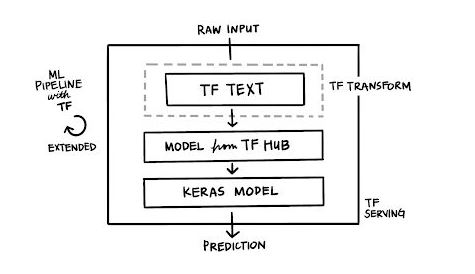 RAW INPUT
ML
PIPELINE
with
TF
EXTENDED
TF TEXT
TF TRANSFORM
MODEL from TF HUB
KERAS MODEL
TF
SERVING
PREDICTION